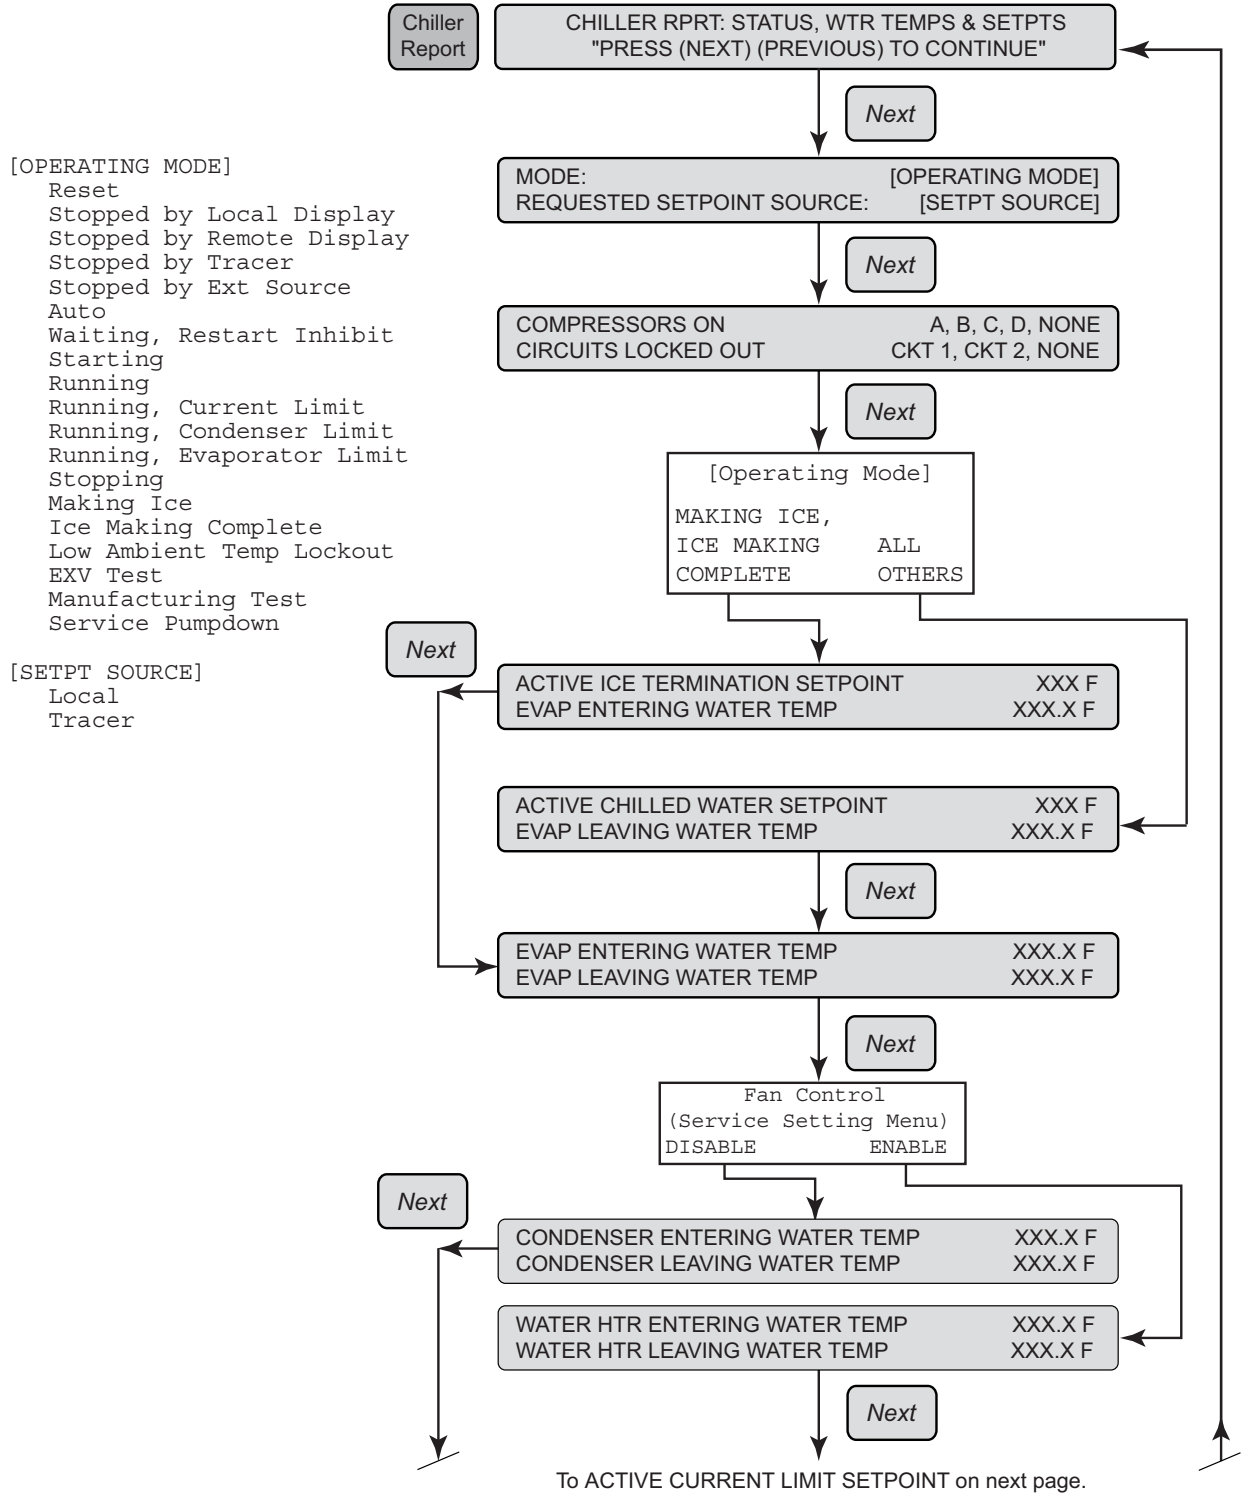 Chiller
Report
CHILLER RPRT: STATUS, WTR TEMPS & SETPTS
"PRESS (NEXT) (PREVIOUS) TO CONTINUE"
Next
[OPERATING MODE]
Reset
Stopped by Local Display
Stopped by Remote Display
Stopped by Tracer
Stopped by Ext Source
Auto
Waiting, Restart Inhibit
Starting
Running
Running, Current Limit
Running, Condenser Limit
Running, Evaporator Limit
Stopping
Making Ice
Ice Making Complete
Low Ambient Temp Lockout
EXV Test
Manufacturing Test
Service Pumpdown
[SETPT SOURCE]
Local
Tracer
MODE: [OPERATING MODE]
REQUESTED SETPOINT SOURCE: [SETPT SOURCE]
Next
COMPRESSORS ON A, B, C, D, NONE
CIRCUITS LOCKED OUT CKT 1, CKT 2, NONE
Next
[Operating Mode]
MAKING ICE,
ICE MAKING ALL
COMPLETE OTHERS
Next
ACTIVE ICE TERMINATION SETPOINT XXX F
EVAP ENTERING WATER TEMP XXX.X F
ACTIVE CHILLED WATER SETPOINT XXX F
EVAP LEAVING WATER TEMP XXX.X F
Next
EVAP ENTERING WATER TEMP XXX.X F
EVAP LEAVING WATER TEMP XXX.X F
Next
Fan Control
(Service Setting Menu)
DISABLE ENABLE
Next
CONDENSER ENTERING WATER TEMP XXX.X F
CONDENSER LEAVING WATER TEMP XXX.X F
WATER HTR ENTERING WATER TEMP XXX.X F
WATER HTR LEAVING WATER TEMP XXX.X F
Next
To ACTIVE CURRENT LIMIT SETPOINT on next page.